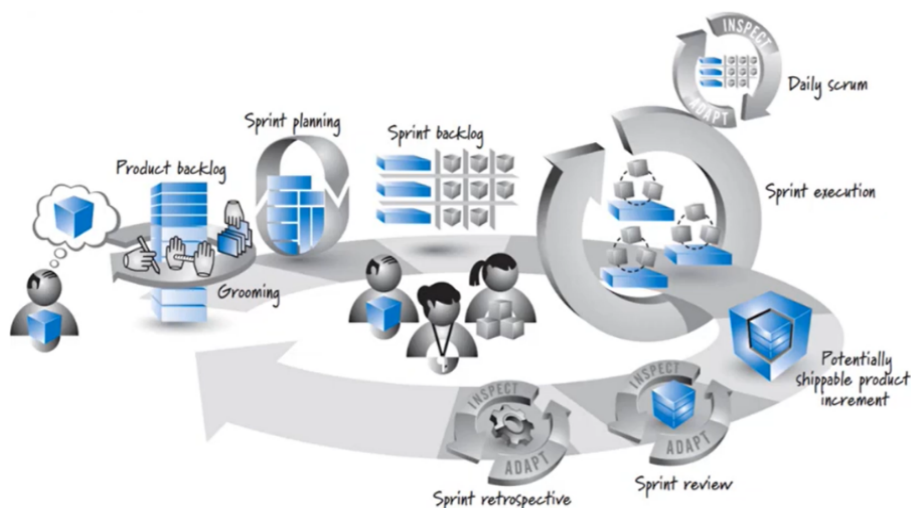 INSPECT
ADAPT
Daily scrum
Sprint planning
Sprint backlog
Product backlog
Sprint execution
Grooming
Potentially
shippable product
increment
INSPECT
ADAPT
Sprint retrospective
INSPECT
ADAPT
Sprint review